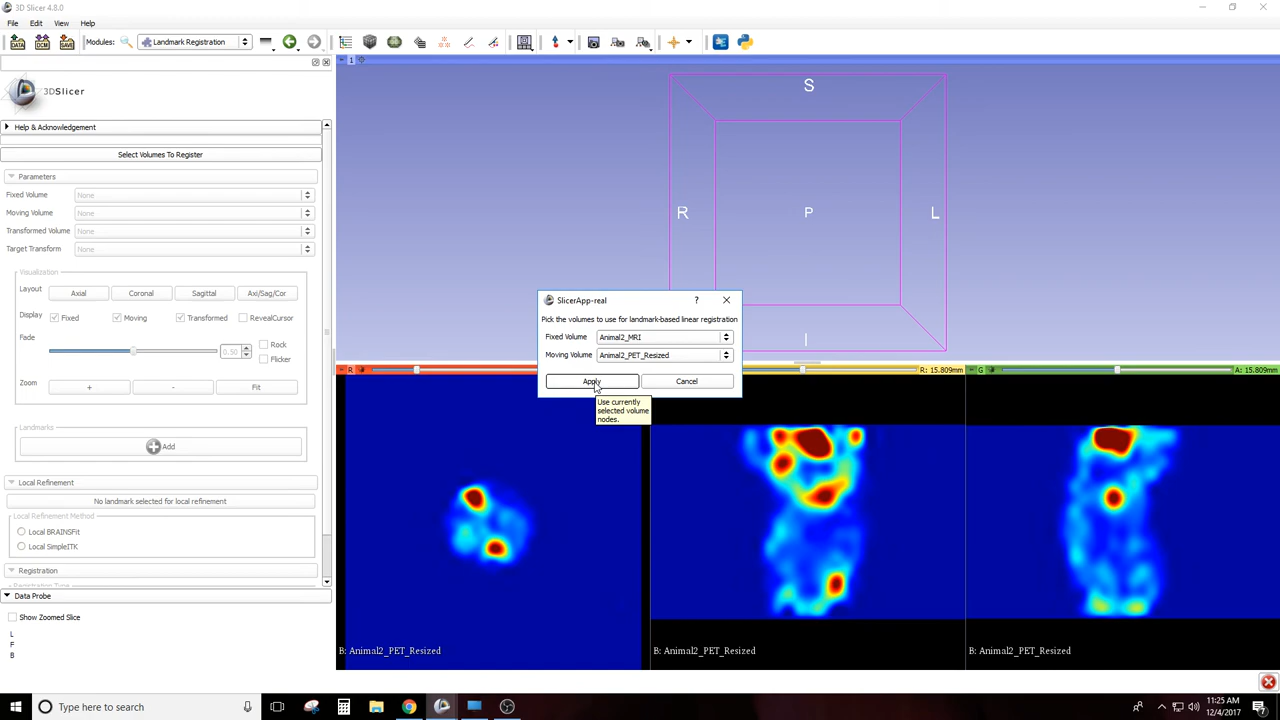 3D Slicer 4.8.0
File Edit View Help
DATA DCM SAVE Modules: Landmark Registration
1
3DSlicer
Help & Acknowledgement
Select Volumes To Register
Parameters
Fixed Volume None
Moving Volume None
Transformed Volume None
Target Transform None
Visualization
Layout Axial Coronal Sagittal Axi/Sag/Cor
Display Fixed Moving Transformed RevealCursor
Fade 0.50 Rock
Flicker
Zoom + - Fit
Landmarks
Add
Local Refinement
No landmark selected for local refinement
Local Refinement Method
Local BRAINSFit
Local SimpleITK
Registration
Registration Type
Data Probe
Show Zoomed Slice
L
F
B
S
R P L
I
SlicerApp-real ?
Pick the volumes to use for landmark-based linear registration
Fixed Volume Animal2_MRI
Moving Volume Animal2_PET_Resized
Apply Cancel
Use currently
selected volume
nodes.
R R: 15.809mm A: 15.809mm
B: Animal2_PET_Resized B: Animal2_PET_Resized B: Animal2_PET_Resized
Type here to search
11:25 AM
12/4/2017